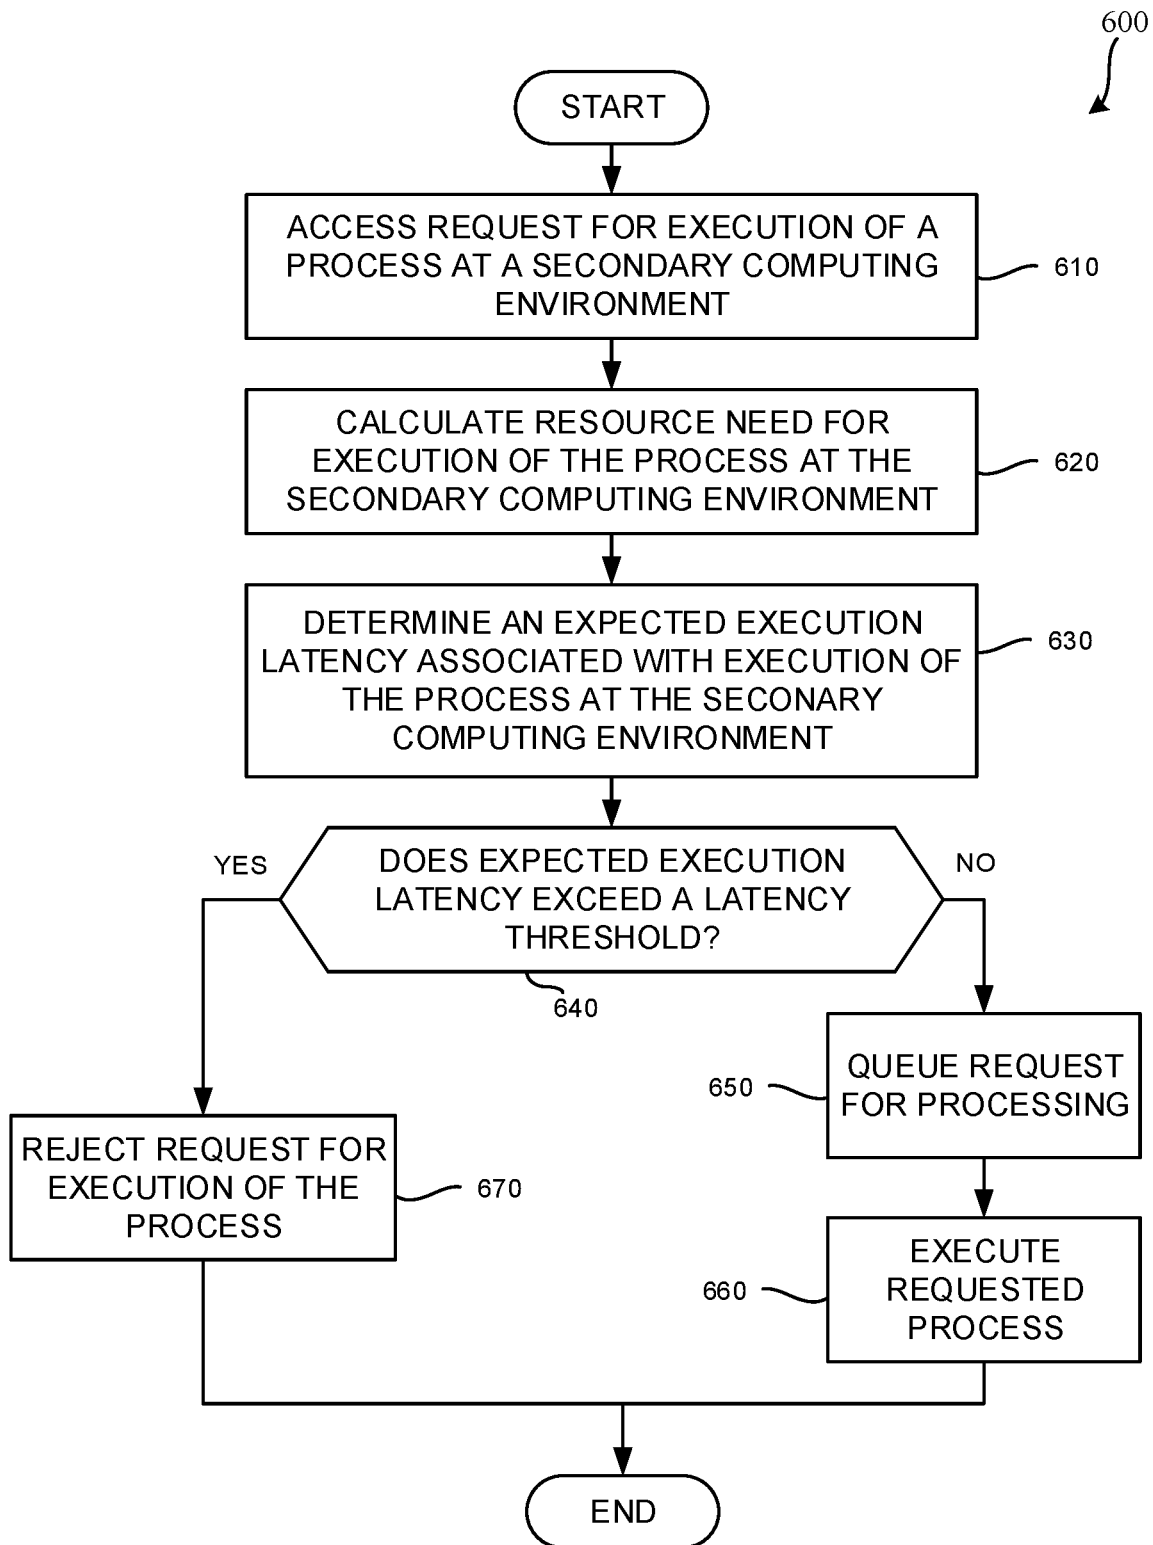 600
START
ACCESS REQUEST FOR EXECUTION OF A
PROCESS AT A SECONDARY COMPUTING
ENVIRONMENT
610
CALCULATE RESOURCE NEED FOR
EXECUTION OF THE PROCESS AT THE
SECONDARY COMPUTING ENVIRONMENT
620
DETERMINE AN EXPECTED EXECUTION
LATENCY ASSOCIATED WITH EXECUTION OF
THE PROCESS AT THE SECONARY
COMPUTING ENVIRONMENT
630
YES
DOES EXPECTED EXECUTION
LATENCY EXCEED A LATENCY
THRESHOLD?
NO
640
QUEUE REQUEST
FOR PROCESSING
650
REJECT REQUEST FOR
EXECUTION OF THE
PROCESS
670
EXECUTE
REQUESTED
PROCESS
660
END